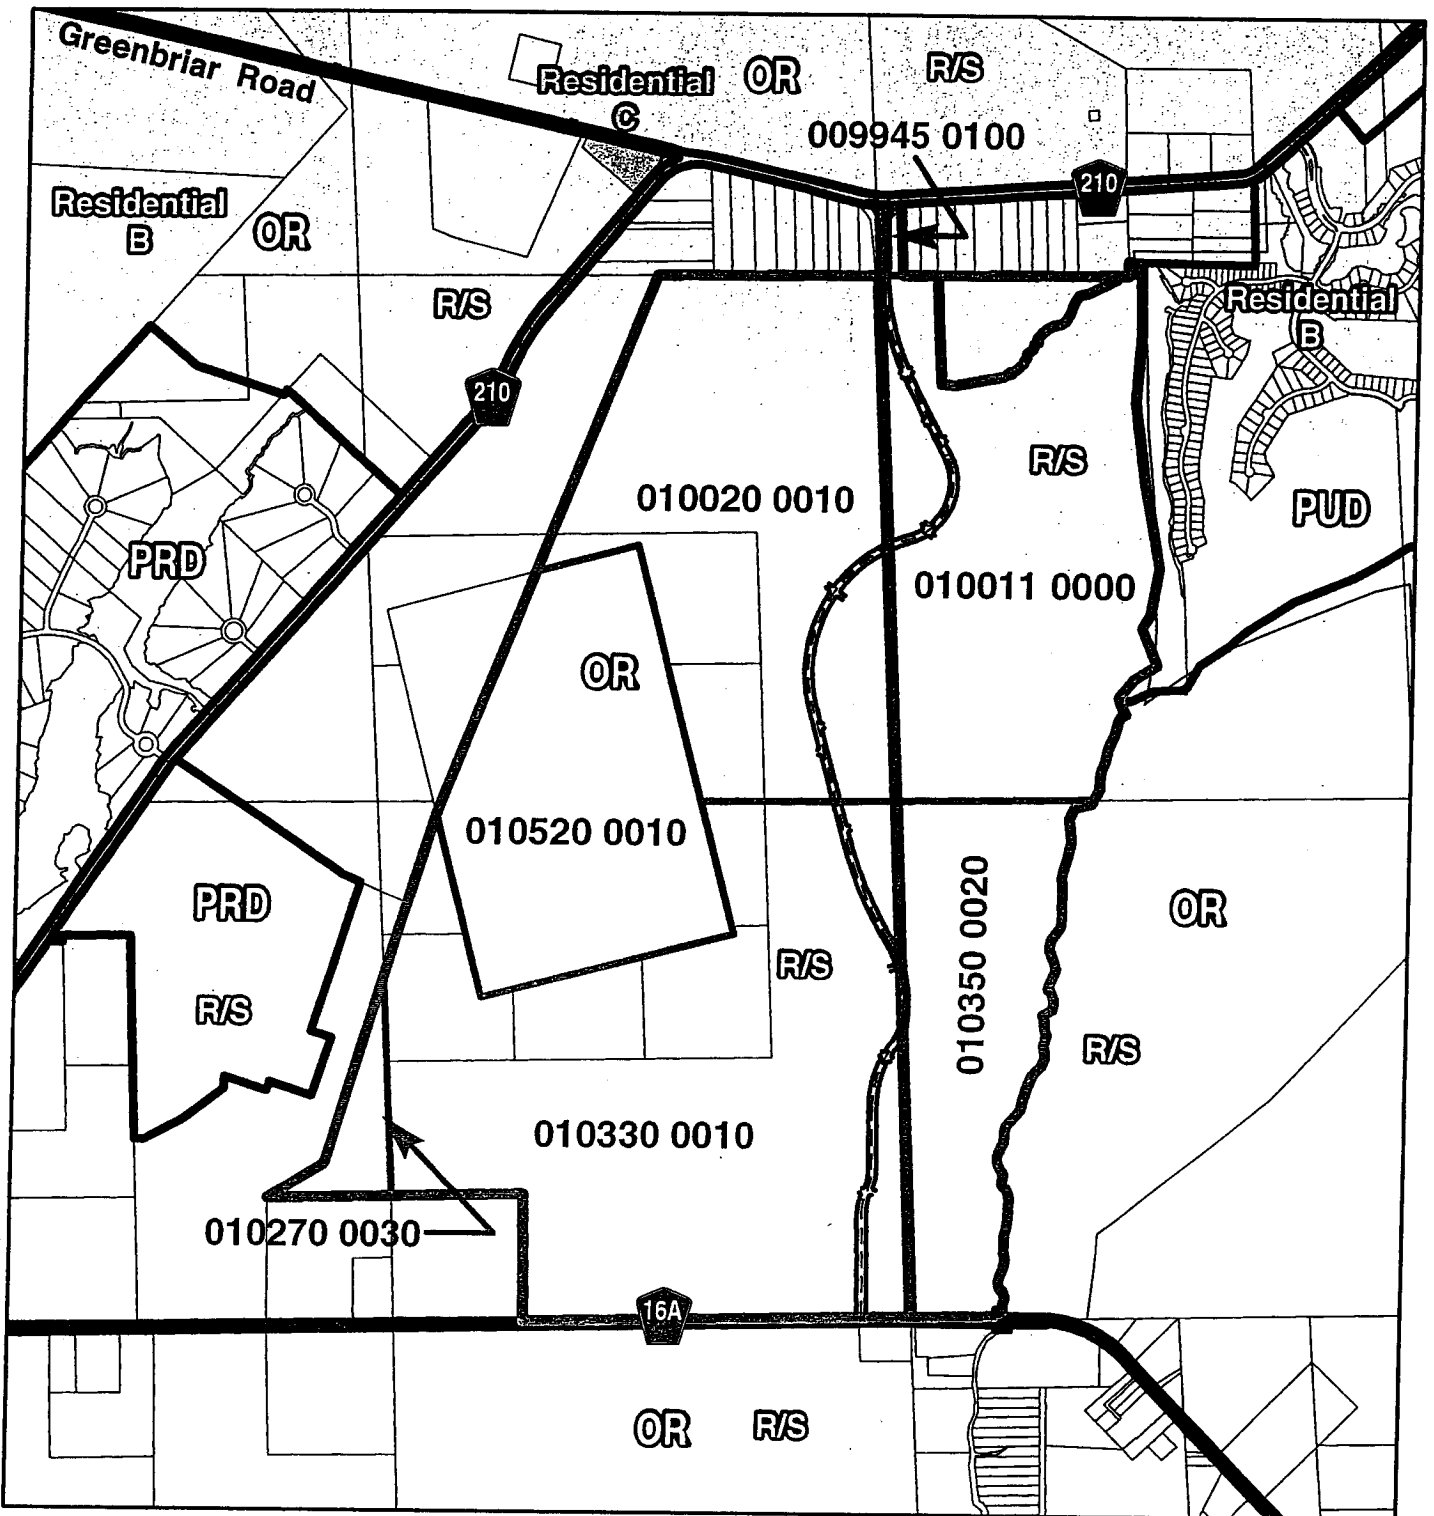 Greenbriar Road
Residential
C
OR
R/S
009945 0100
210
Residential
B
OR
R/S
Residential
B
210
R/S
010020 0010
PUD
PRD
010011 0000
OR
010520 0010
PRD
010350 0020
OR
R/S
R/S
R/S
010330 0010
010270 0030
16A
OR
R/S